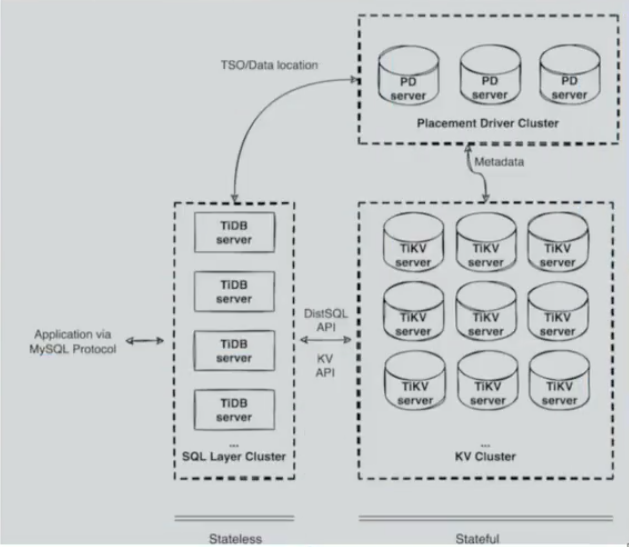 TSO/Data location
PD
server
PD
server
PD
server
Placement Driver Cluster
Metadata
TiDB
server
TiDB
server
TiDB
server
TiDB
server
...
SQL Layer Cluster
Application via
MySQL Protocol
DistSQL
API
KV
API
TiKV
server
TiKV
server
TiKV
server
TiKV
server
TiKV
server
TiKV
server
TiKV
server
TiKV
server
TiKV
server
...
KV Cluster
Stateless
Stateful